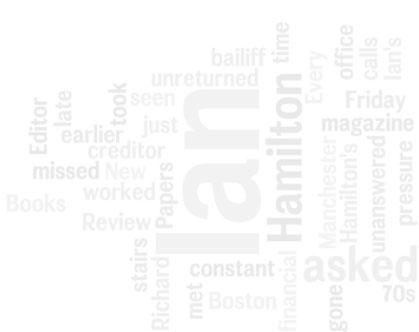 bailiff
time
office
calls
Ian's
unreturned
Every
Editor
late
took
seen
Friday
earlier
just
Ian
Hamilton
magazine
creditor
missed
New
Papers
Manchester
Hamilton's
unanswered
pressure
worked
Books
Review
stairs
Richard
constant
financial
asked
met
Boston
gone
70s